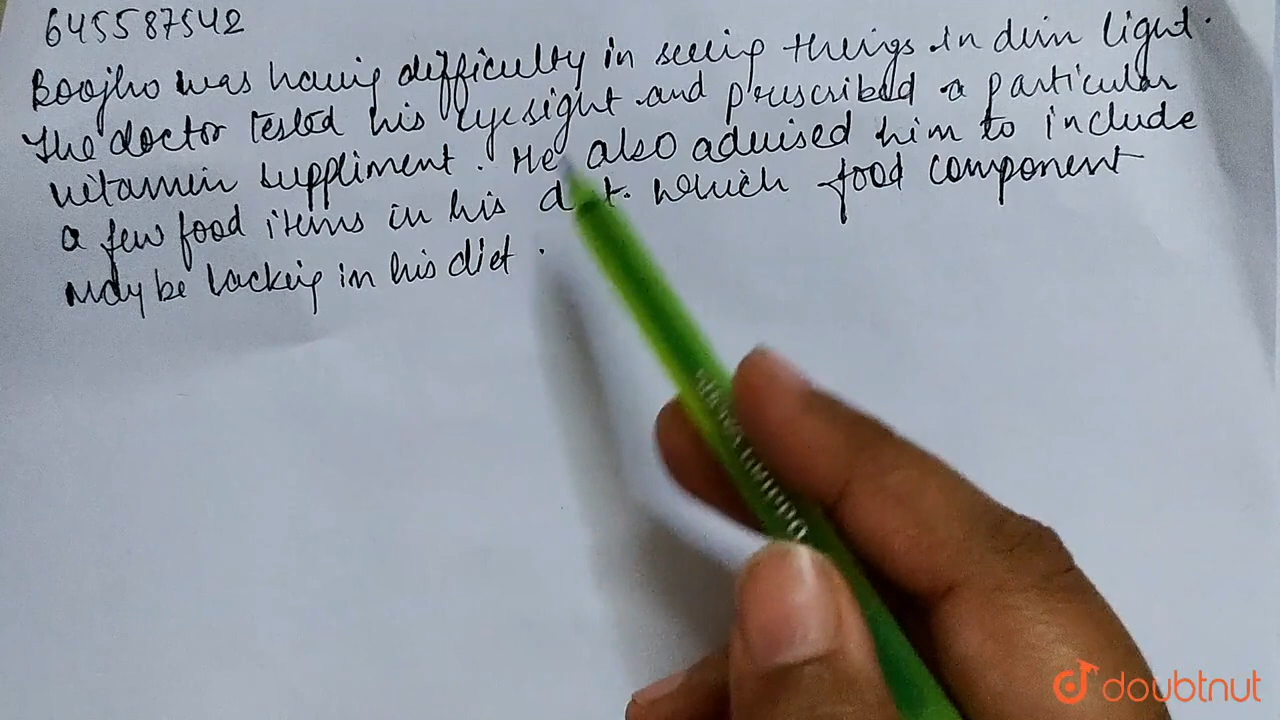 645587542
Boojho was having difficulty in seeing things in dim light.
The doctor tested his eyesight and prescribed a particular
vitamin suppliment. He also advised him to include
a few food items in his diet. which food component
may be lacking in his diet.
doubtnut